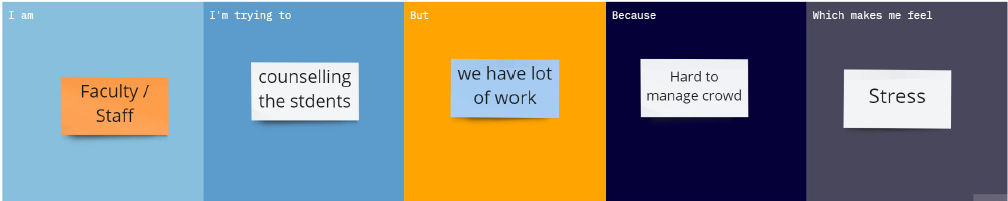 I am
Faculty /
Staff
I'm trying to
counselling
the stdents
But
we have lot
of work
Because
Hard to
manage crowd
Which makes me feel
Stress